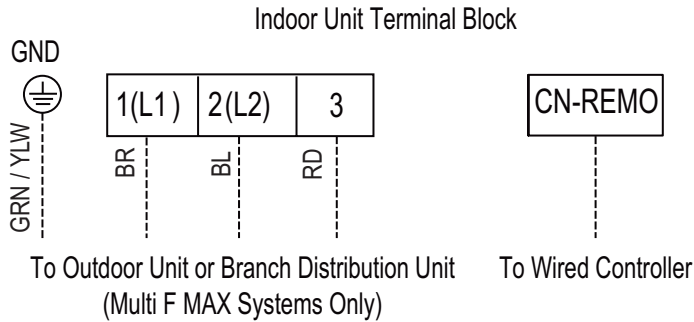 Indoor Unit Terminal Block
GND
1(L1) 2(L2) 3
CN-REMO
GRN / YLW
BR
BL
RD
To Outdoor Unit or Branch Distribution Unit
(Multi F MAX Systems Only)
To Wired Controller